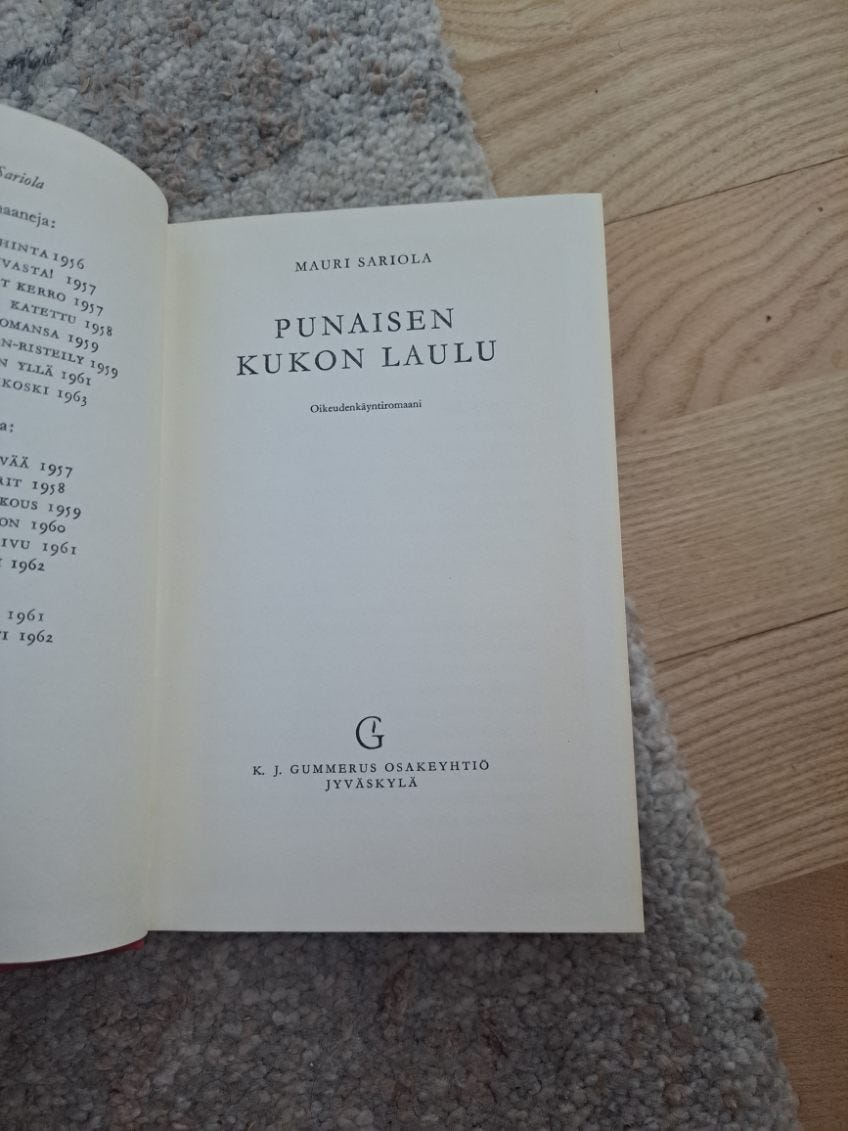 Sariola
HINTA 1956
VASTA! 1957
T KERRO 1957
KATETTU 1958
OMANSA 1959
N-RISTEILY 1959
N YLLÄ 1961
KOSKI 1963
a:
VÄÄ 1957
RIT 1958
KOUS 1959
ON 1960
IVU 1961
1962
1961
TI 1962
MAURI SARIOLA
PUNAISEN
KUKON LAULU
Oikeudenkäyntiromaani
G
K. J. GUMMERUS OSAKEYHTIÖ
JYVÄSKYLÄ